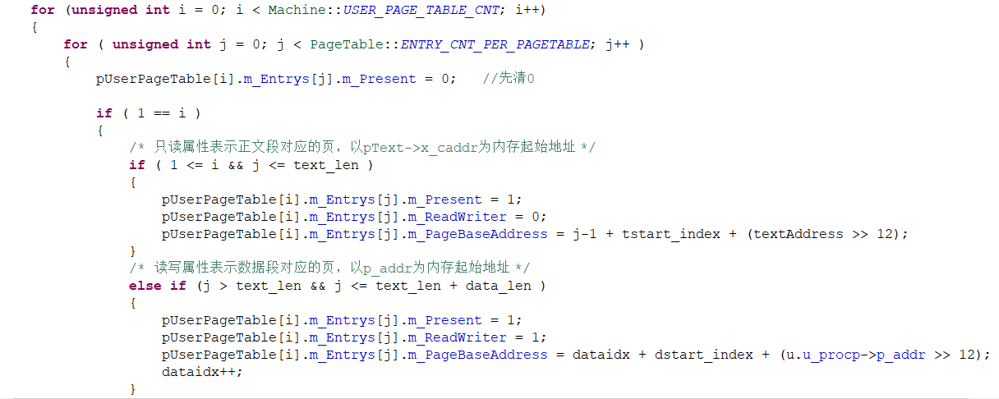 for (unsigned int i = 0; i < Machine::USER_PAGE_TABLE_CNT; i++)
{
for ( unsigned int j = 0; j < PageTable::ENTRY_CNT_PER_PAGETABLE; j++ )
{
pUserPageTable[i].m_Entrys[j].m_Present = 0; //先清0
if ( 1 == i )
{
/* 只读属性表示正文段对应的页，以pText->x_caddr为内存起始地址 */
if ( 1 <= i && j <= text_len )
{
pUserPageTable[i].m_Entrys[j].m_Present = 1;
pUserPageTable[i].m_Entrys[j].m_ReadWriter = 0;
pUserPageTable[i].m_Entrys[j].m_PageBaseAddress = j-1 + tstart_index + (textAddress >> 12);
}
/* 读写属性表示数据段对应的页，以p_addr为内存起始地址 */
else if (j > text_len && j <= text_len + data_len )
{
pUserPageTable[i].m_Entrys[j].m_Present = 1;
pUserPageTable[i].m_Entrys[j].m_ReadWriter = 1;
pUserPageTable[i].m_Entrys[j].m_PageBaseAddress = dataidx + dstart_index + (u.u_procp->p_addr >> 12);
dataidx++;
}